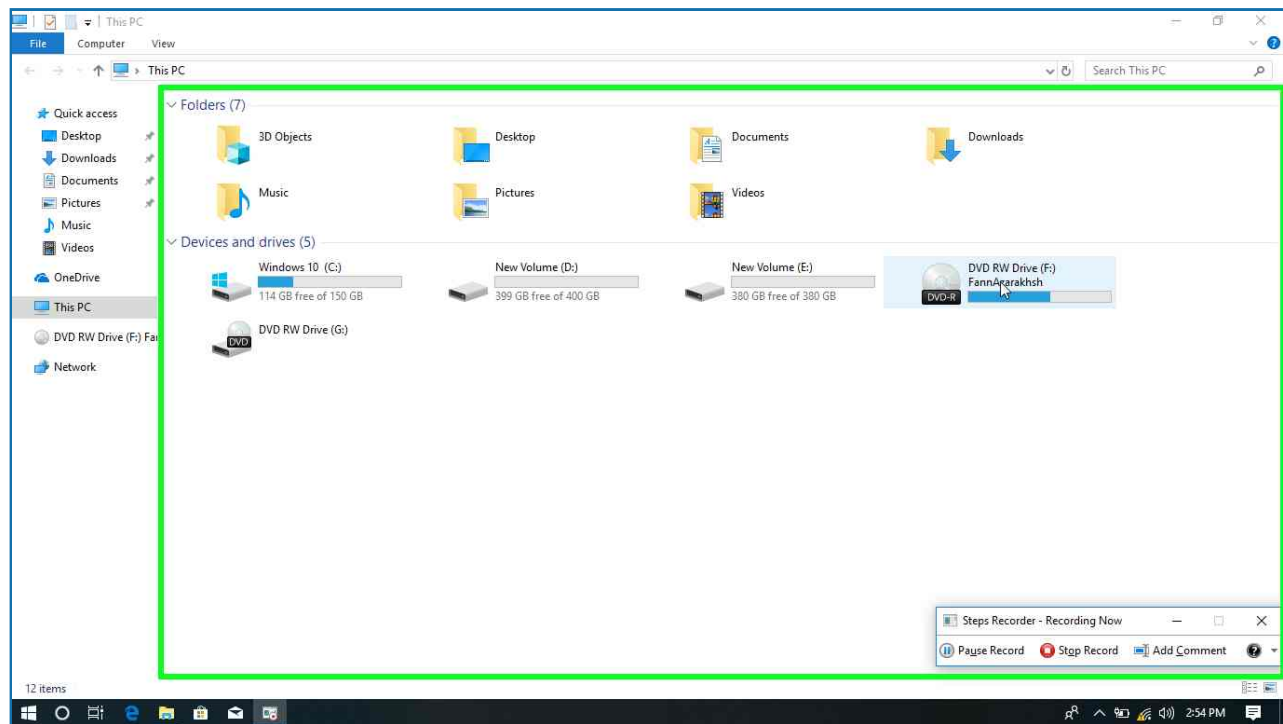 This PC
File Computer View
This PC
Search This PC
Quick access
Desktop
Downloads
Documents
Pictures
Music
Videos
OneDrive
This PC
DVD RW Drive (F:) Fan
Network
Folders (7)
3D Objects
Desktop
Documents
Downloads
Music
Pictures
Videos
Devices and drives (5)
Windows 10 (C:)
114 GB free of 150 GB
New Volume (D:)
399 GB free of 400 GB
New Volume (E:)
380 GB free of 380 GB
DVD RW Drive (F:)
DVD-R
DVD RW Drive (G:)
DVD
Steps Recorder - Recording Now
Pause Record Stop Record Add Comment
12 items
2:54 PM